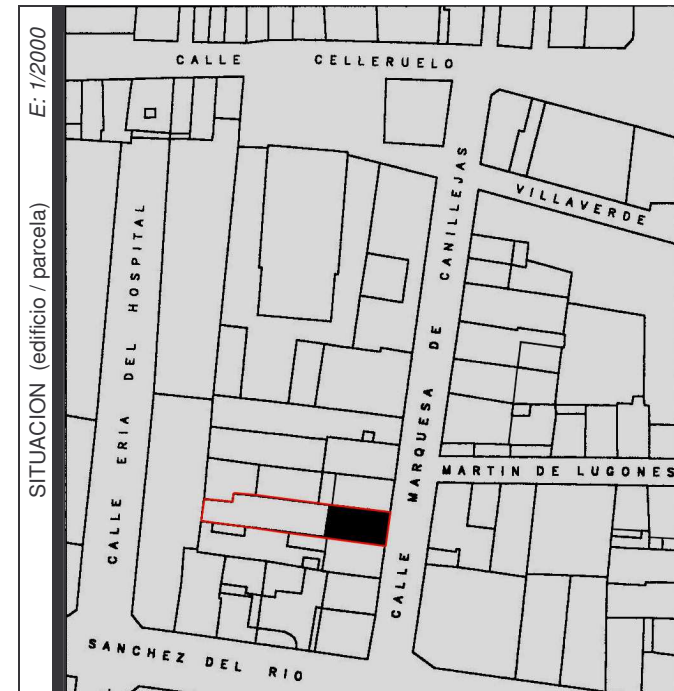 SITUACION (edificio / parcela) E: 1/2000
CALLE CELLERUELO
VILLAVERDE
CALLE ERIA DEL HOSPITAL
CALLE MARQUESA DE CANILLEJAS
MARTIN DE LUGONES
SANCHEZ DEL RIO